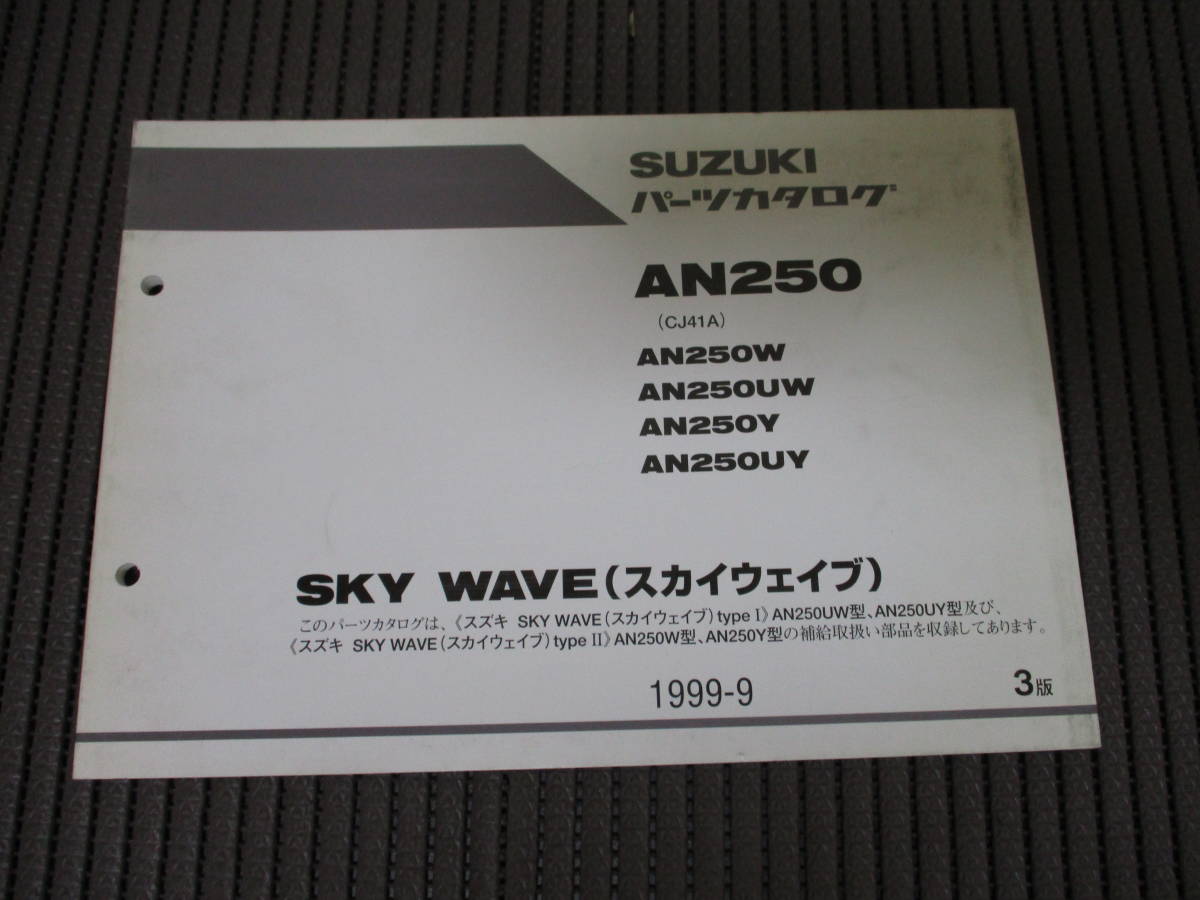 SUZUKI
パーツカタログ
AN250
(CJ41A)
AN250W
AN250UW
AN250Y
AN250UY
SKY WAVE(スカイウェイブ)
このパーツカタログは、《スズキ SKY WAVE(スカイウェイブ)type I》AN250UW型、AN250UY型及び、
《スズキ SKY WAVE(スカイウェイブ)type II》AN250W型、AN250Y型の補給取扱い部品を収録してあります。
1999-9
3版